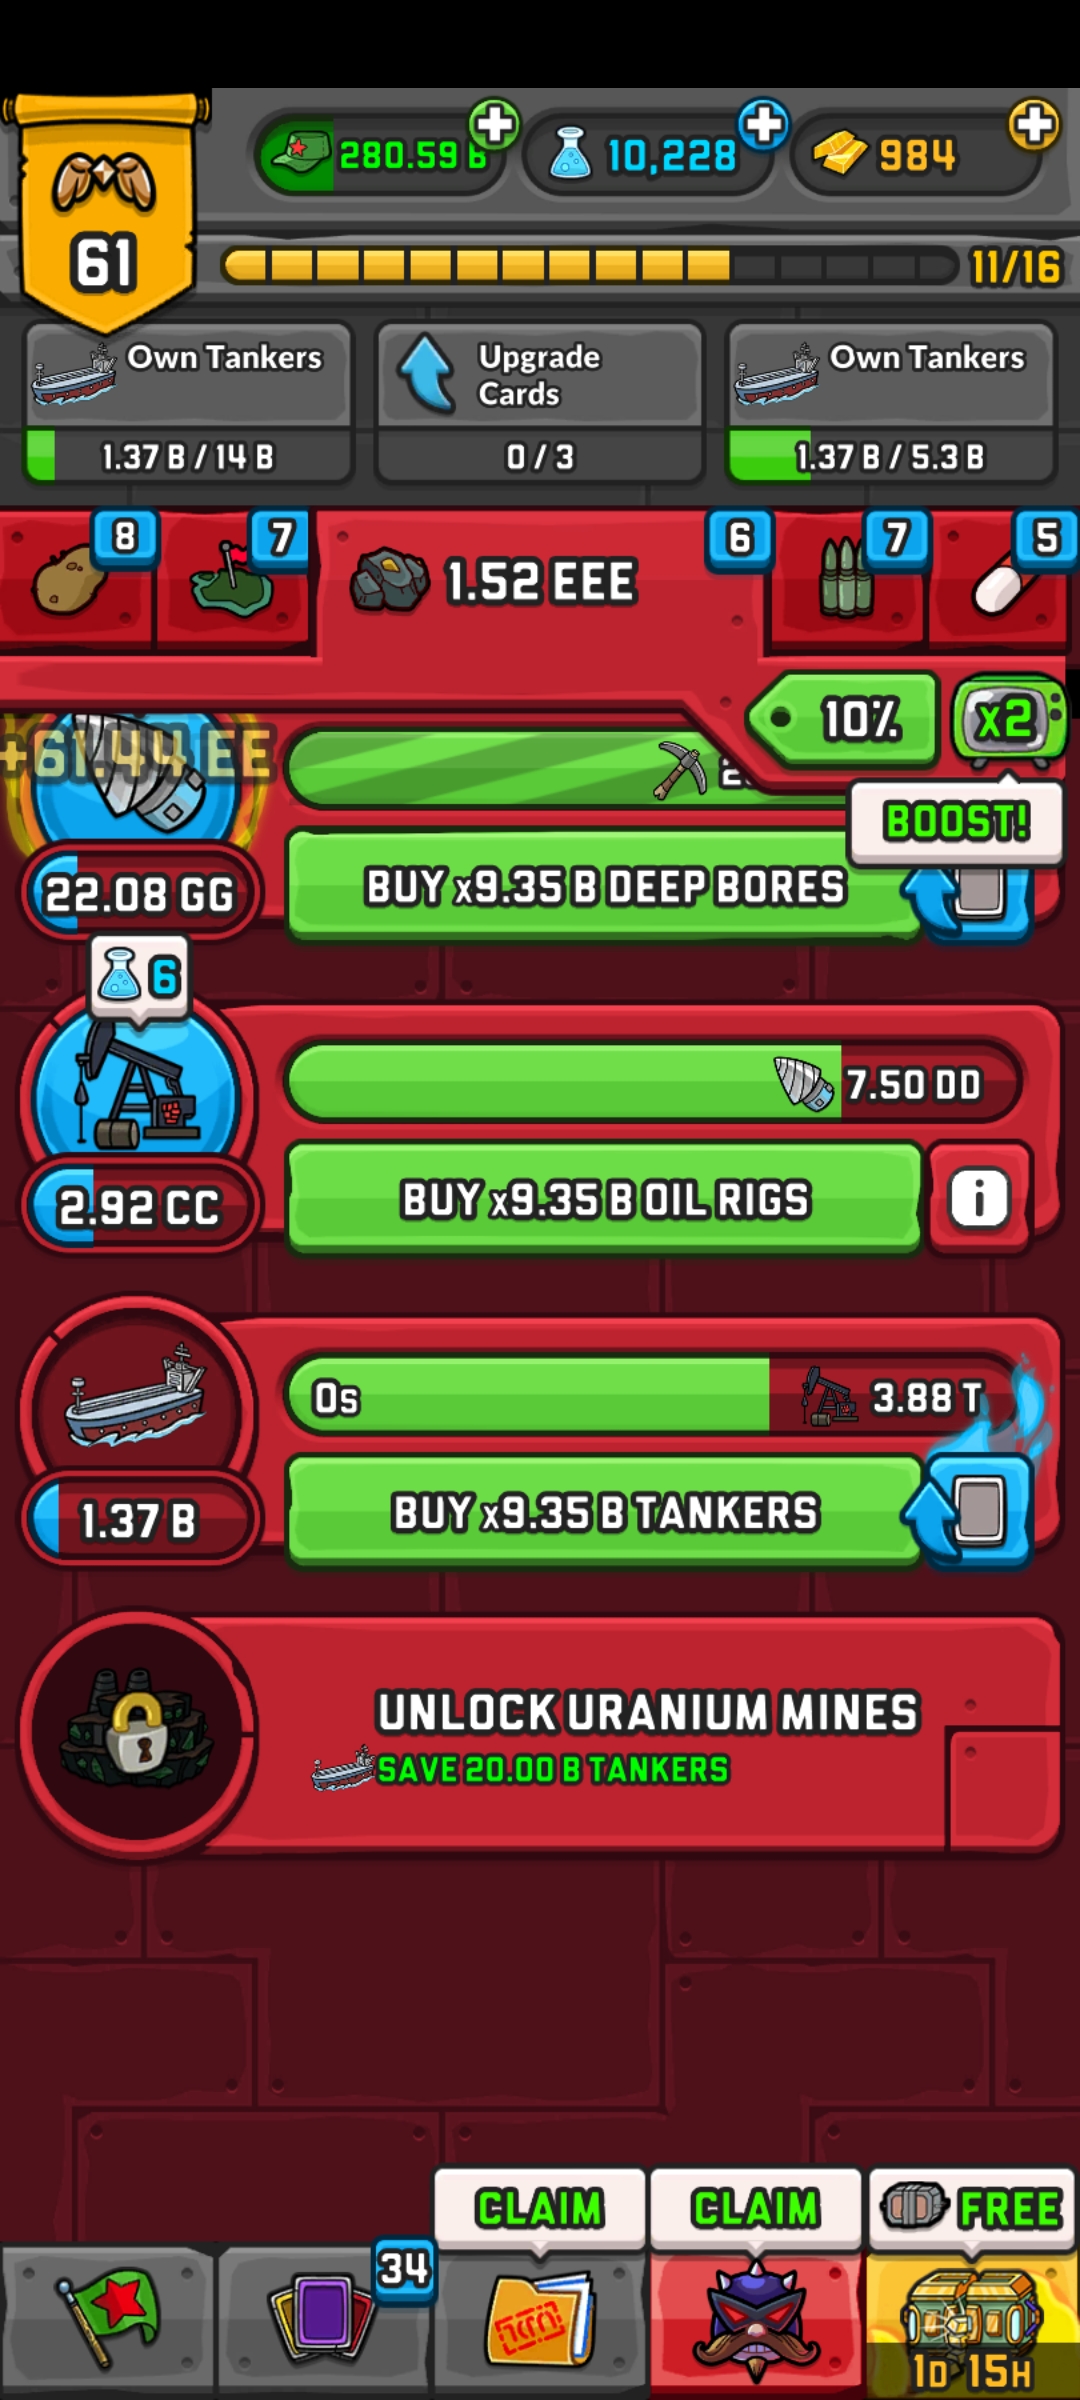 280.59 B
10,228
984
61
11/16
Own Tankers
1.37 B / 14 B
Upgrade
Cards
0 / 3
Own Tankers
1.37 B / 5.3 B
8
7
1.52 EEE
6
7
5
10%
x2
BOOST!
+61.44 EE
22.08 GG
BUY x9.35 B DEEP BORES
6
7.50 DD
2.92 CC
BUY x9.35 B OIL RIGS
i
0s
3.88 T
1.37 B
BUY x9.35 B TANKERS
UNLOCK URANIUM MINES
SAVE 20.00 B TANKERS
CLAIM
CLAIM
FREE
34
1D 15H